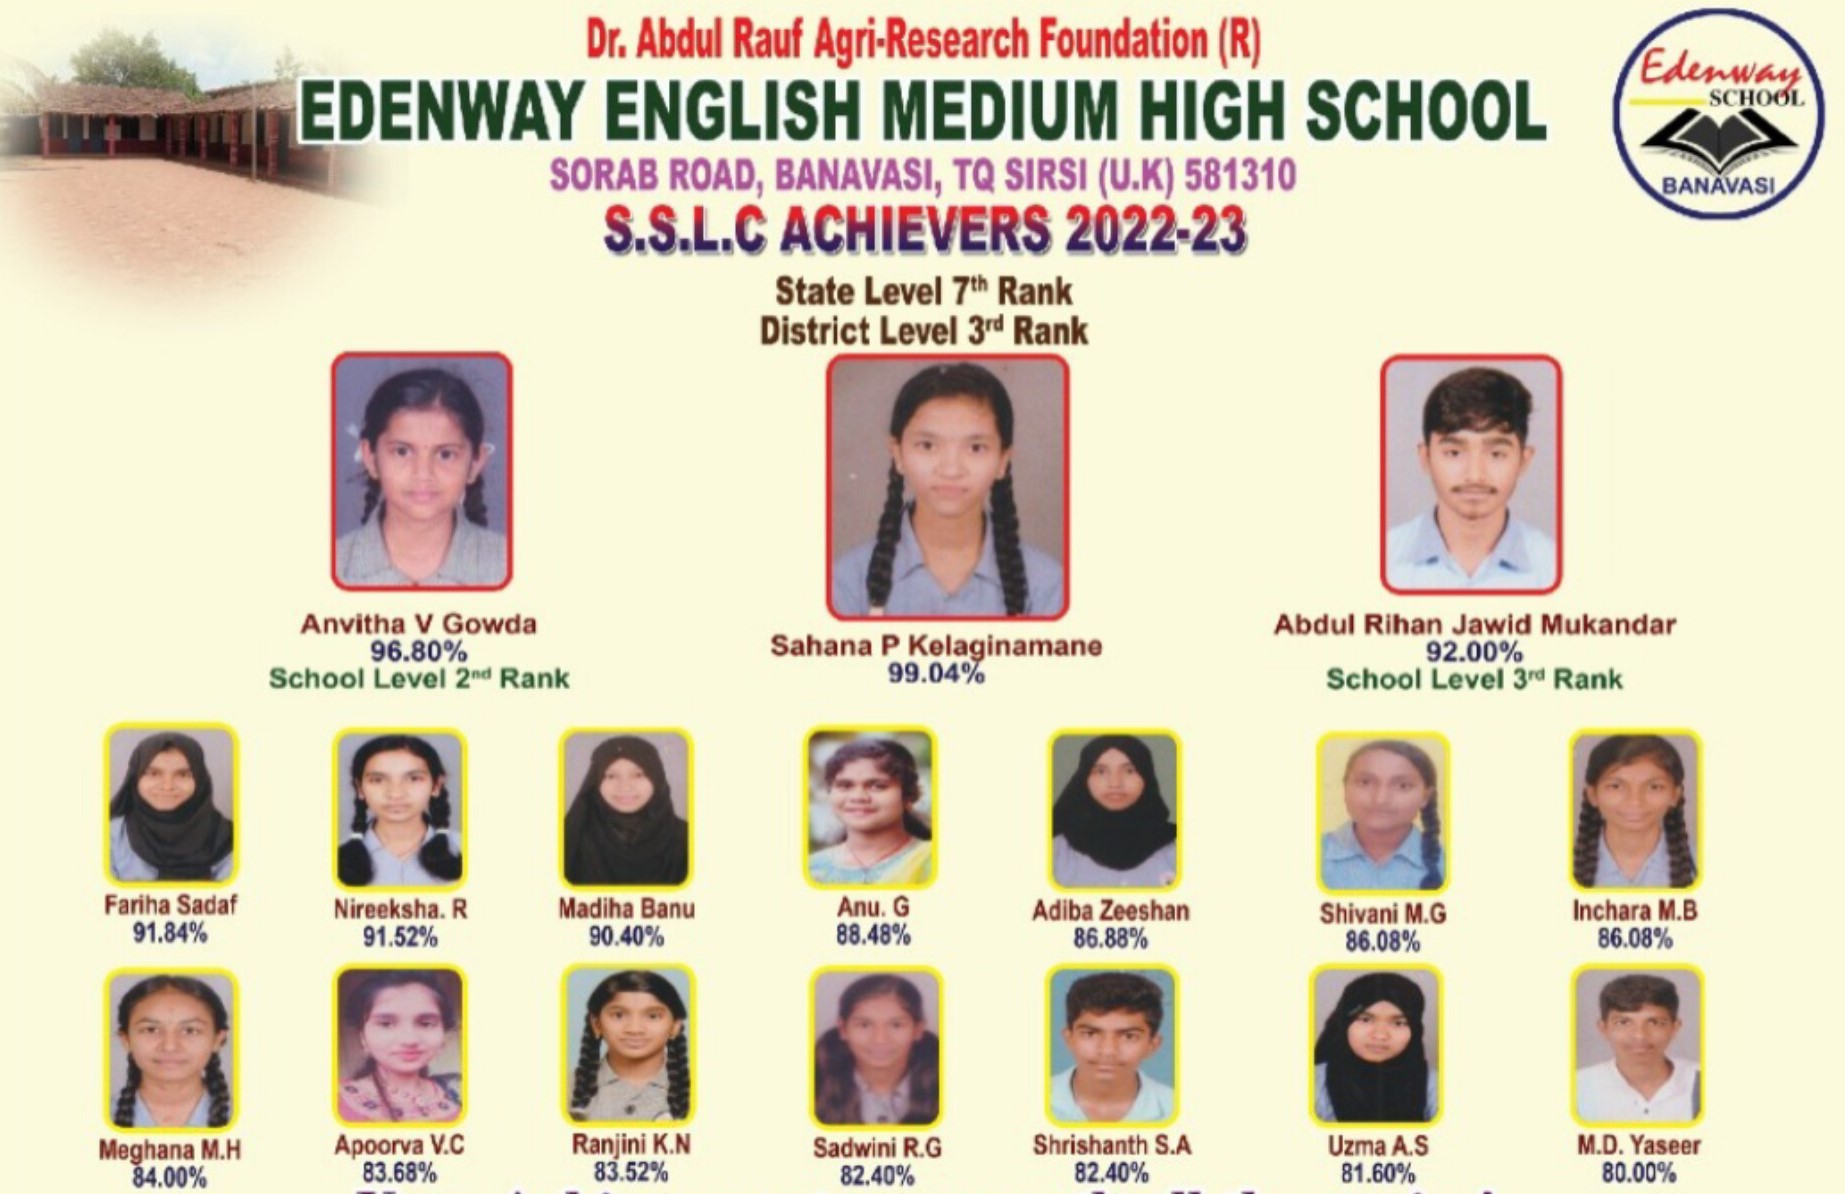 Dr. Abdul Rauf Agri-Research Foundation (R)
EDENWAY ENGLISH MEDIUM HIGH SCHOOL
SORAB ROAD, BANAVASI, TQ SIRSI (U.K) 581310
S.S.L.C ACHIEVERS 2022-23
Edenway
SCHOOL
BANAVASI
State Level 7th Rank
District Level 3rd Rank
Anvitha V Gowda
96.80%
School Level 2nd Rank
Sahana P Kelaginamane
99.04%
Abdul Rihan Jawid Mukandar
92.00%
School Level 3rd Rank
Fariha Sadaf
91.84%
Nireeksha. R
91.52%
Madiha Banu
90.40%
Anu. G
88.48%
Adiba Zeeshan
86.88%
Shivani M.G
86.08%
Inchara M.B
86.08%
Meghana M.H
84.00%
Apoorva V.C
83.68%
Ranjini K.N
83.52%
Sadwini R.G
82.40%
Shrishanth S.A
82.40%
Uzma A.S
81.60%
M.D. Yaseer
80.00%